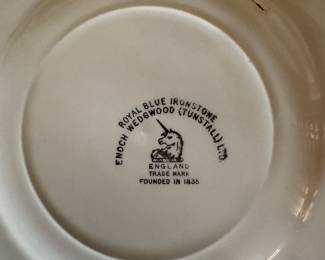 ROYAL BLUE IRONSTONE
ENOCH WEDGWOOD (TUNSTALL) LTD.
ENGLAND
TRADE MARK
FOUNDED IN 1835